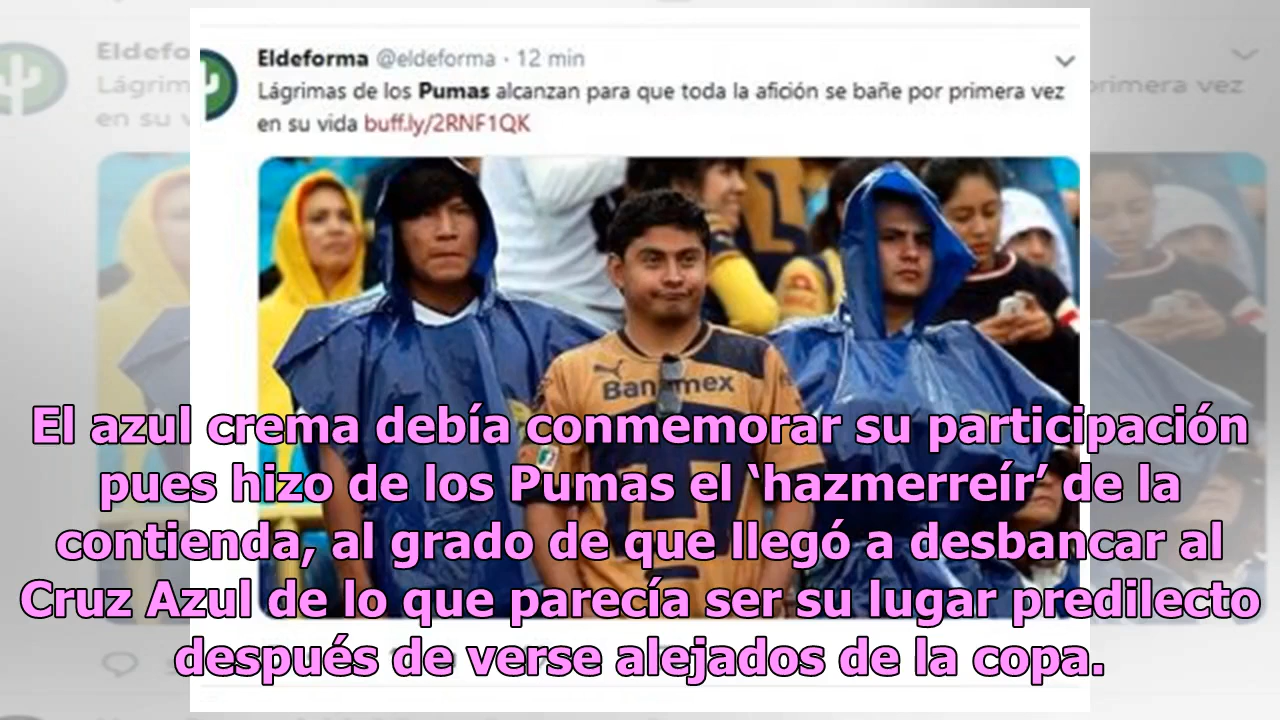 Eldeforma @eldeforma · 12 min
Lágrimas de los Pumas alcanzan para que toda la afición se bañe por primera vez
en su vida buff.ly/2RNF1QK
El azul crema debía conmemorar su participación
pues hizo de los Pumas el ‘hazmerreír’ de la
contienda, al grado de que llegó a desbancar al
Cruz Azul de lo que parecía ser su lugar predilecto
después de verse alejados de la copa.